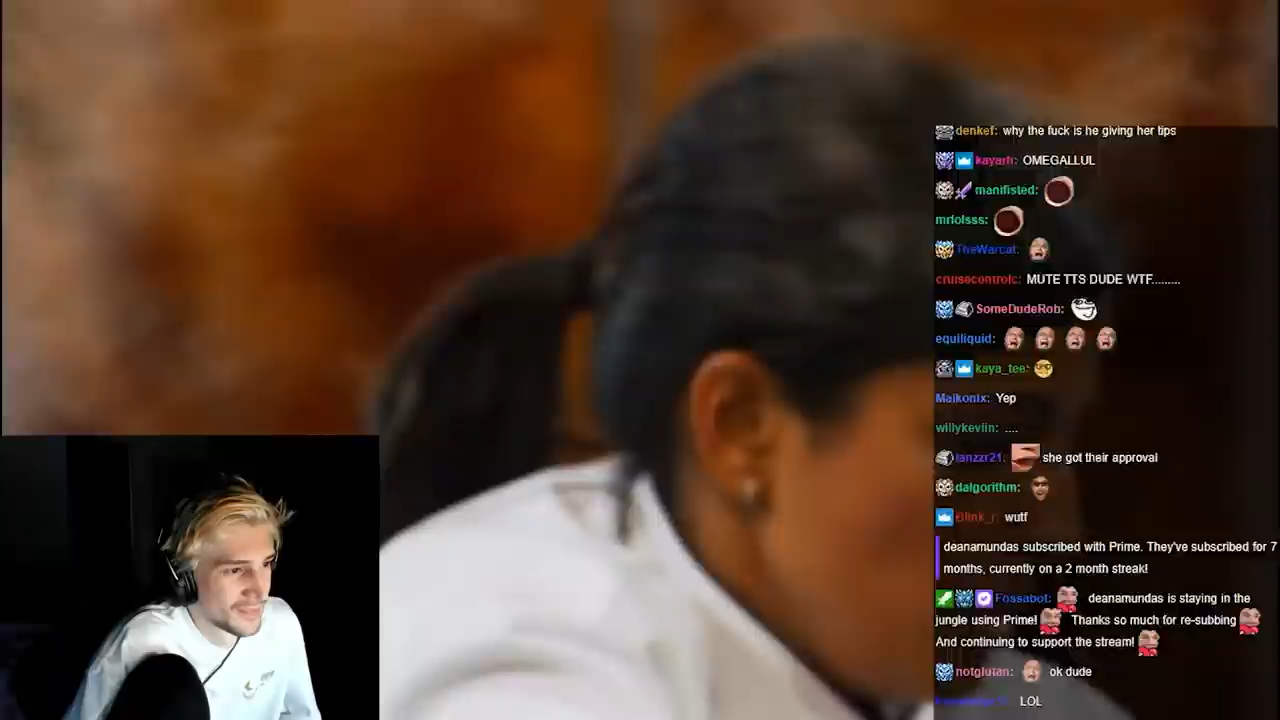 denkef: why the fuck is he giving her tips
kayarh: OMEGALLUL
manifisted:
mrlolsss:
TheWarcat:
cruisecontrolc: MUTE TTS DUDE WTF.........
SomeDudeRob:
equiliquid:
kaya_tee:
Maikonix: Yep
willykeviin: ....
lanzzr21: she got their approval
dalgorithm:
wutf
deanamundas subscribed with Prime. They've subscribed for 7
months, currently on a 2 month streak!
Fossabot: deanamundas is staying in the
jungle using Prime! Thanks so much for re-subbing
And continuing to support the stream!
notglutan: ok dude
LOL